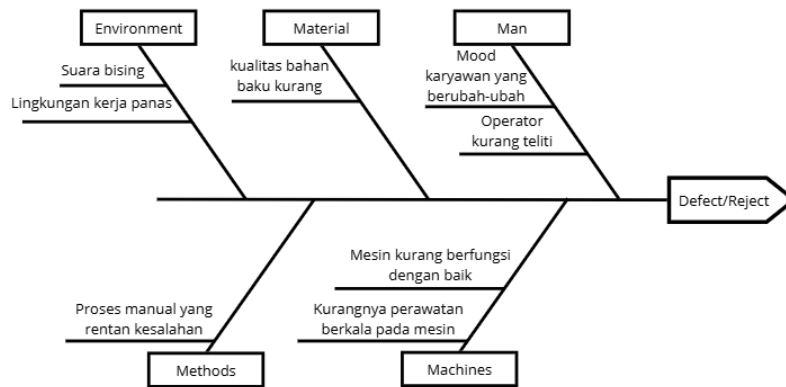 Environment
Material
Man
Suara bising
Lingkungan kerja panas
kualitas bahan
baku kurang
Mood
karyawan yang
berubah-ubah
Operator
kurang teliti
Defect/Reject
Proses manual yang
rentan kesalahan
Mesin kurang berfungsi
dengan baik
Kurangnya perawatan
berkala pada mesin
Methods
Machines